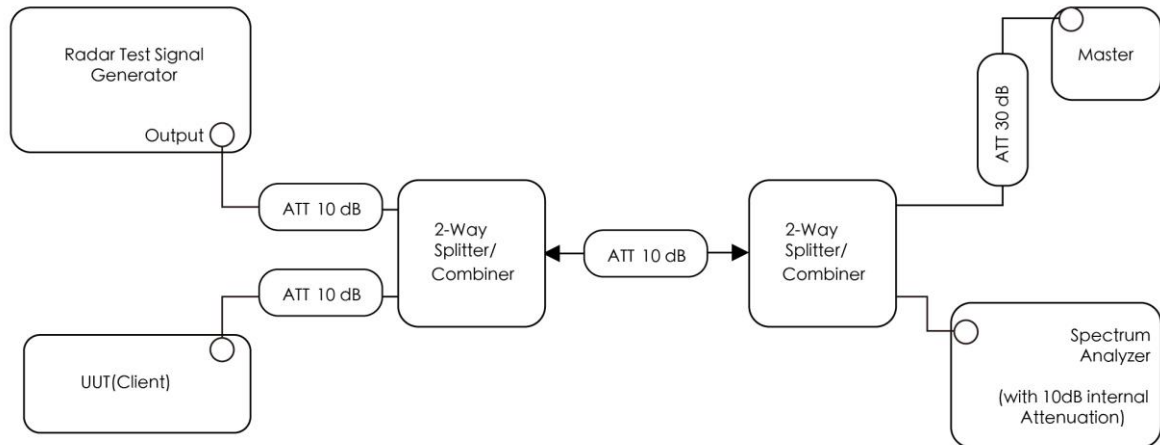 Radar Test Signal
Generator
Output
ATT 10 dB
2-Way
Splitter/
Combiner
ATT 10 dB
UUT(Client)
ATT 10 dB
2-Way
Splitter/
Combiner
ATT 30 dB
Master
Spectrum
Analyzer
(with 10dB internal
Attenuation)